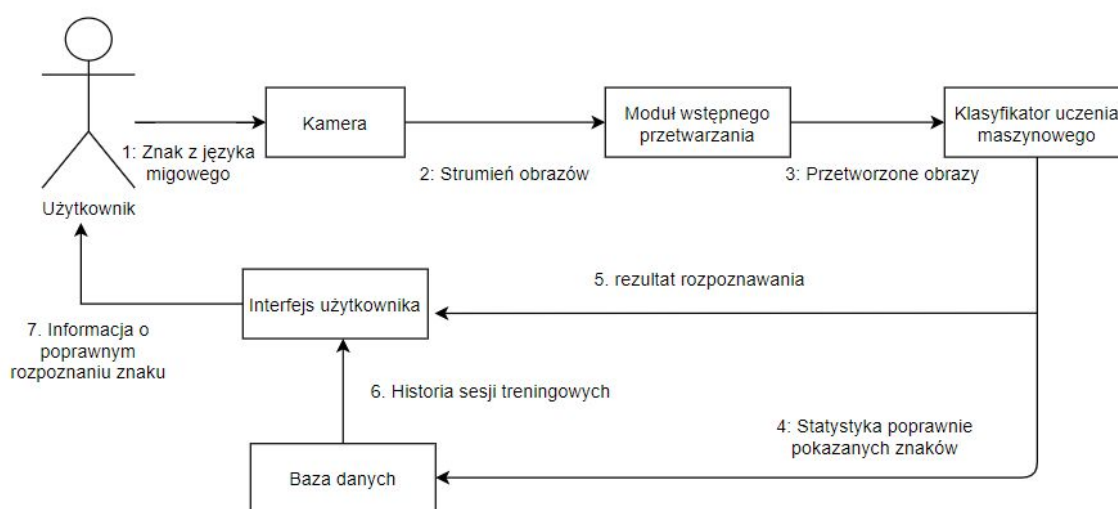 Kamera
Moduł wstępnego
przetwarzania
Klasyfikator uczenia
maszynowego
1: Znak z języka
migowego
2: Strumień obrazów
3: Przetworzone obrazy
Użytkownik
5. rezultat rozpoznawania
Interfejs użytkownika
7. Informacja o
poprawnym
rozpoznaniu znaku
6. Historia sesji treningowych
4: Statystyka poprawnie
pokazanych znaków
Baza danych